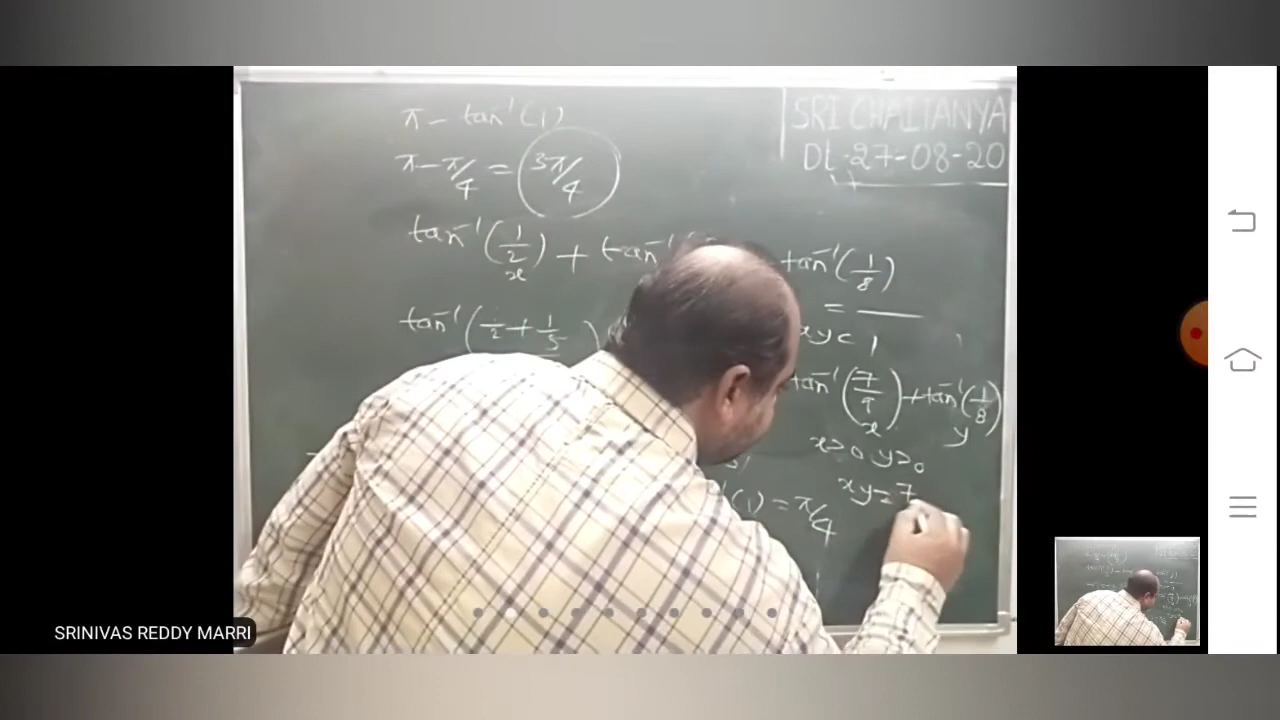 π - tan⁻¹(1)
π - π/4 = 3π/4
SRI CHAITANYA
Dt 27-08-20
tan⁻¹(1/2) + tan⁻¹
x
tan⁻¹(1/8)
= ___
tan⁻¹(1/2 + 1/5
xy < 1
tan⁻¹(7/9) + tan⁻¹(1/8)
x y
x>0 y>0
xy = 7
(1) = π/4
SRINIVAS REDDY MARRI